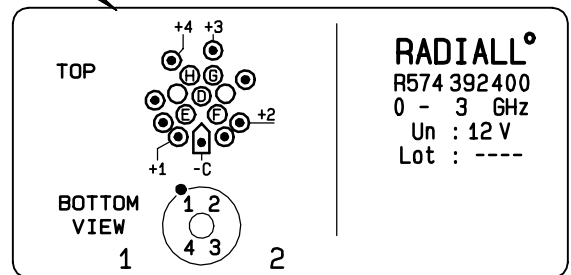 +4 +3
TOP
H G
D
E F
+2
+1 -C
BOTTOM
VIEW
1 2
4 3
1 2
RADIALL°
R574 392400
0 - 3 GHz
Un : 12 V
Lot : ----